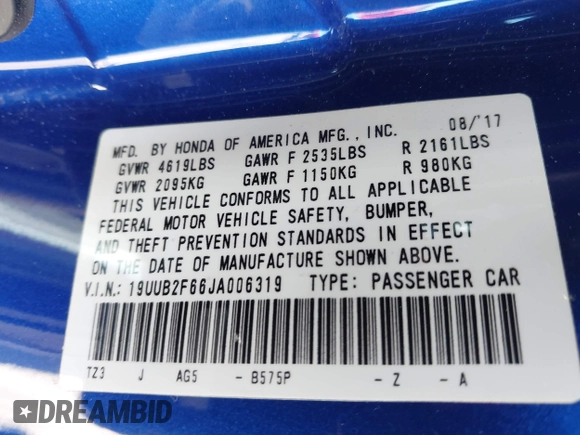 MFD. BY HONDA OF AMERICA MFG., INC. 08/'17
GVWR 4619LBS GAWR F 2535LBS R 2161LBS
GVWR 2095KG GAWR F 1150KG R 980KG
THIS VEHICLE CONFORMS TO ALL APPLICABLE
FEDERAL MOTOR VEHICLE SAFETY, BUMPER,
AND THEFT PREVENTION STANDARDS IN EFFECT
ON THE DATE OF MANUFACTURE SHOWN ABOVE.
V.I.N.: 19UUB2F66JA006319 TYPE: PASSENGER CAR
TZ3 J AG5 - B575P - Z - A
DREAMBID